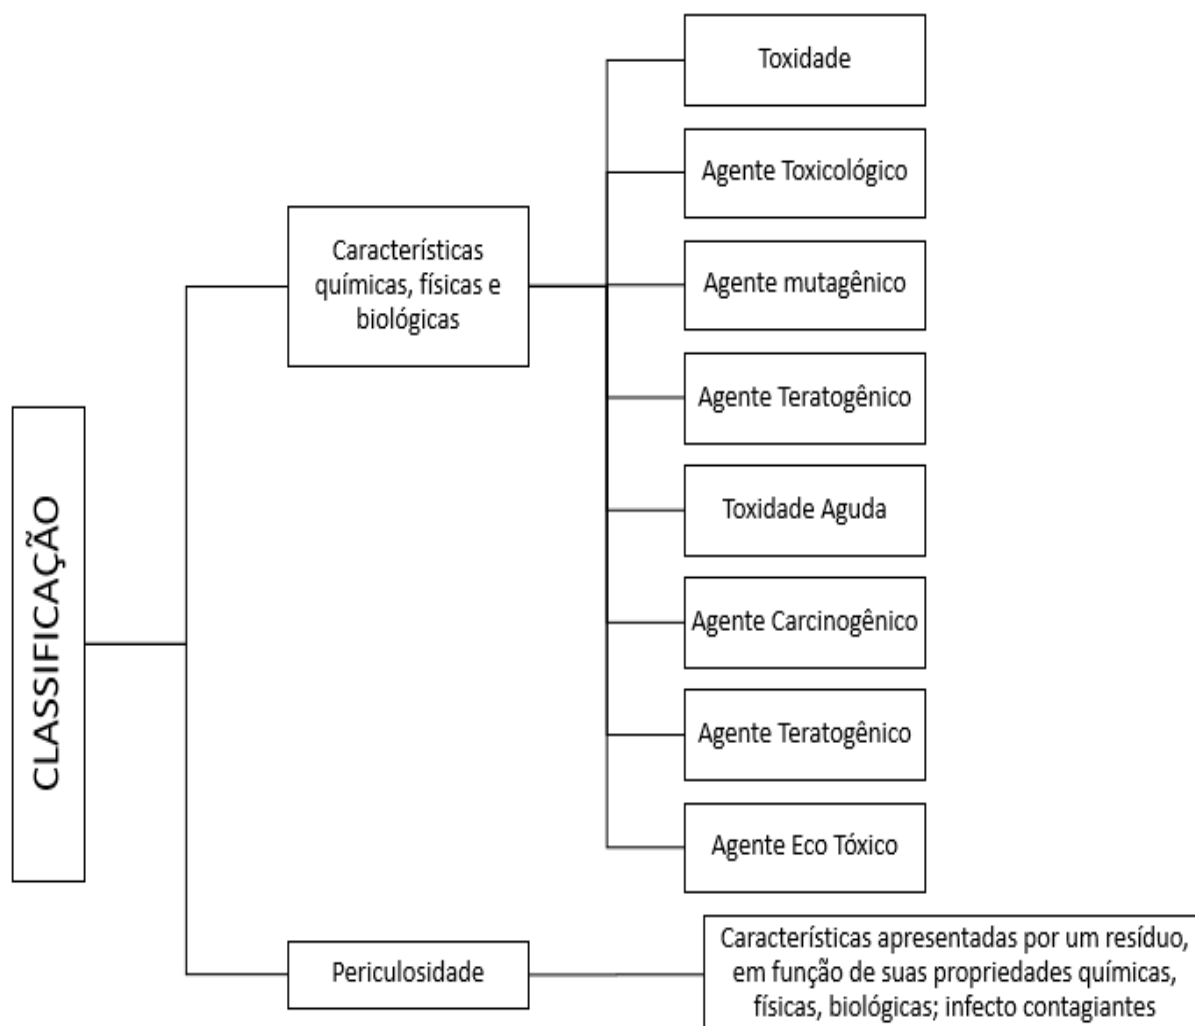 CLASSIFICAÇÃO
Caracterísficas
químicas, físicas e
biológicas
Toxidade
Agente Toxicológico
Agente mutagênico
Agente Teratogênico
Toxidade Aguda
Agente Carcinogênico
Agente Teratogênico
Agente Eco Tóxico
Periculosidade
Características apresentadas por um resíduo,
em função de suas propriedades químicas,
físicas, biológicas; infecto contagiantes